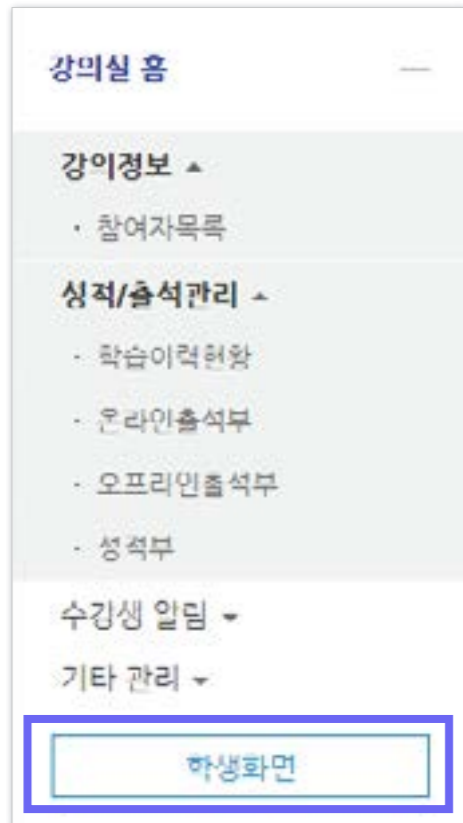 강의실 홈
강의정보
· 참여자목록
성적/출석관리
· 학습이력현황
· 온라인출석부
· 오프라인출석부
· 성적부
수강생 알림
기타 관리
학생화면